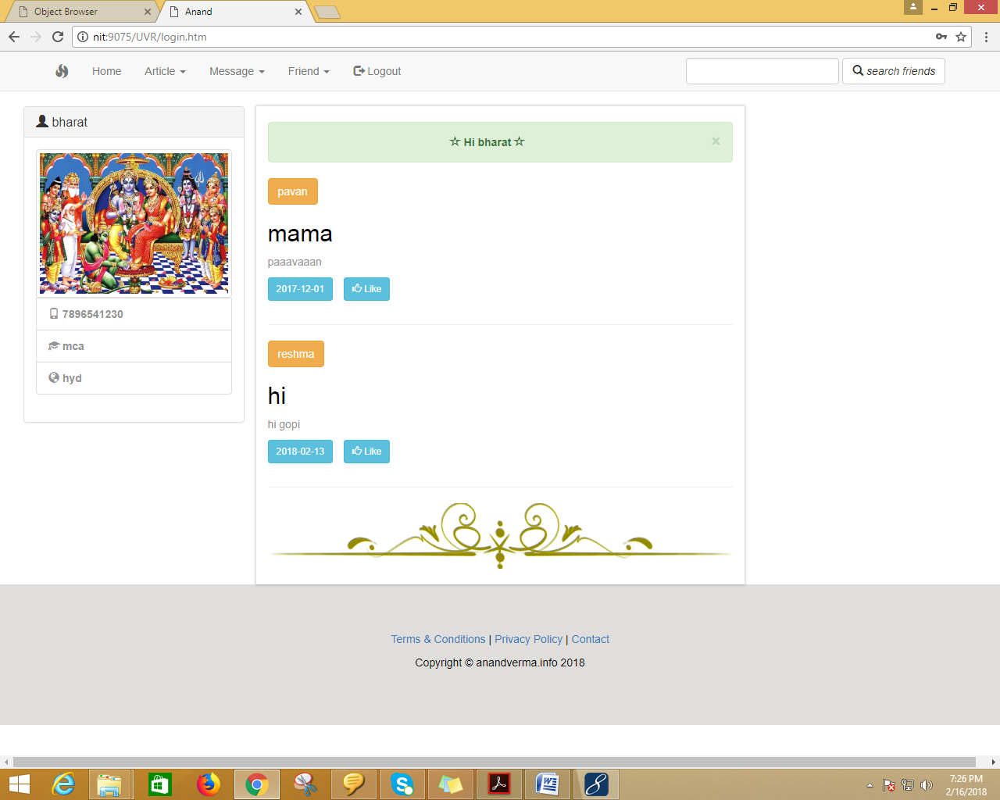 Object Browser
Anand
nit:9075/UVR/login.htm
Home Article Message Friend Logout search friends
bharat
7896541230
mca
hyd
☆ Hi bharat ☆ ×
pavan
mama
paaavaaan
2017-12-01 Like
reshma
hi
hi gopi
2018-02-13 Like
Terms & Conditions | Privacy Policy | Contact
Copyright © anandverma.info 2018
7:26 PM
2/16/2018